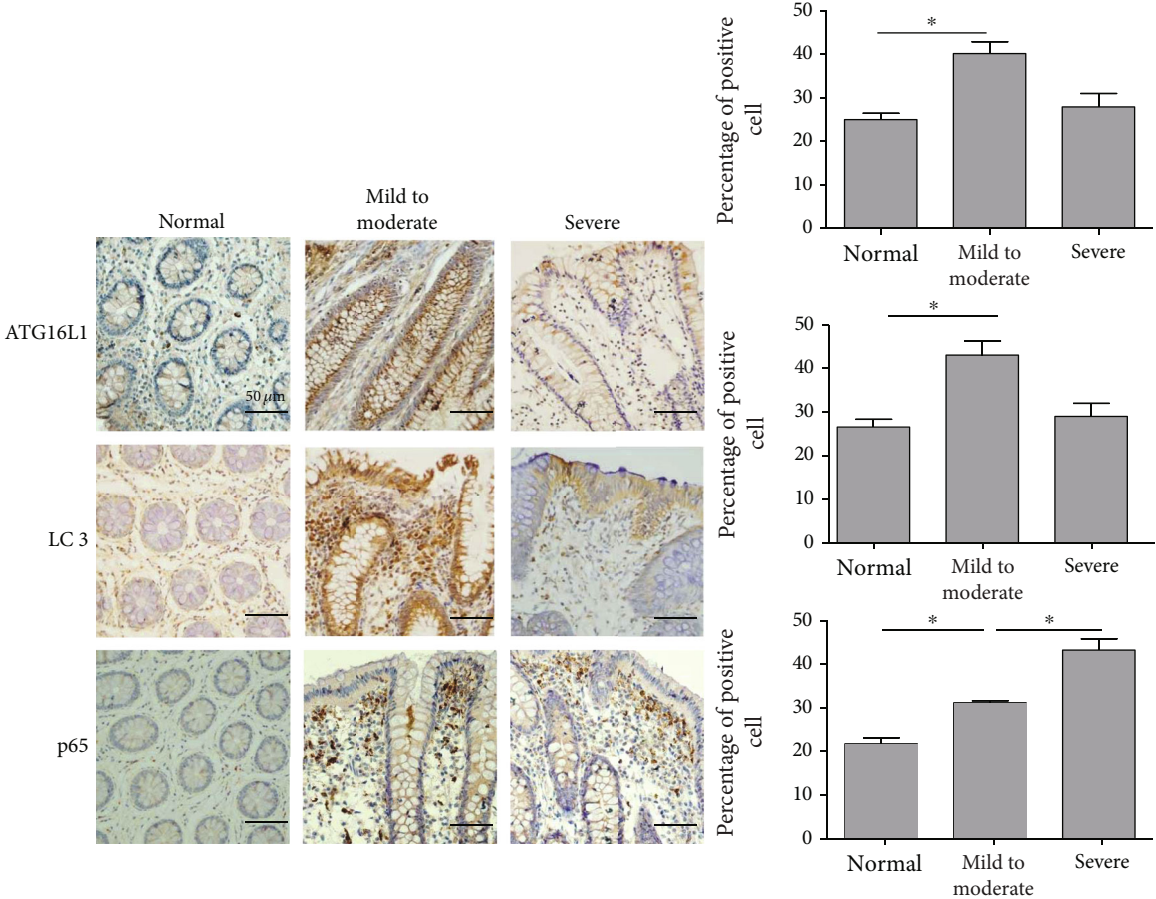 Normal
Mild to
moderate
Severe
ATG16L1
50 μm
LC 3
p65
Percentage of positive
cell
50
40
30
20
10
0
*
Normal
Mild to
moderate
Severe
Percentage of positive
cell
50
40
30
20
10
0
*
Normal
Mild to
moderate
Severe
Percentage of positive
cell
50
40
30
20
10
0
*
*
Normal
Mild to
moderate
Severe